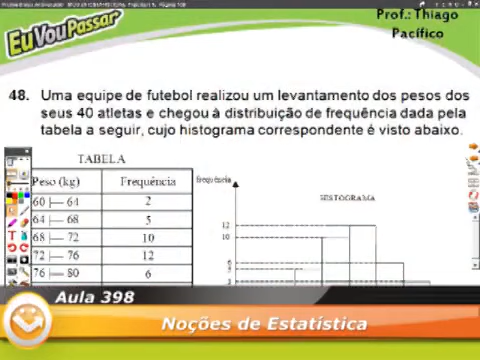 Prof.: Thiago
Pacífico
EuVouPassar
48. Uma equipe de futebol realizou um levantamento dos pesos dos
seus 40 atletas e chegou à distribuição de frequência dada pela
tabela a seguir, cujo histograma correspondente é visto abaixo.
TABELA
Peso (kg) Frequência
60 |— 64 2
64 |— 68 5
68 |— 72 10
72 |— 76 12
76 |— 80 6
frequência
HISTOGRAMA
12
10
Aula 398
Noções de Estatística